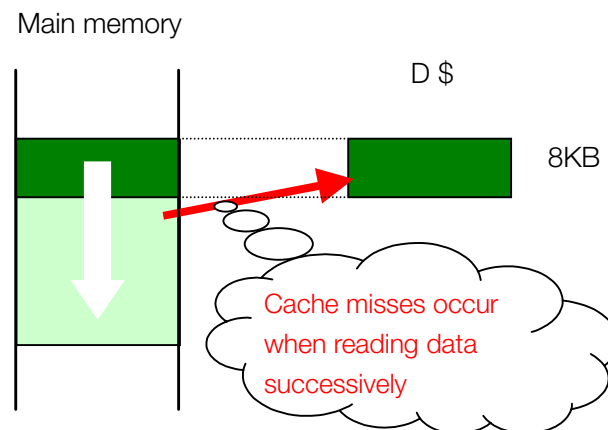 Main memory
D $
8KB
Cache misses occur
when reading data
successively